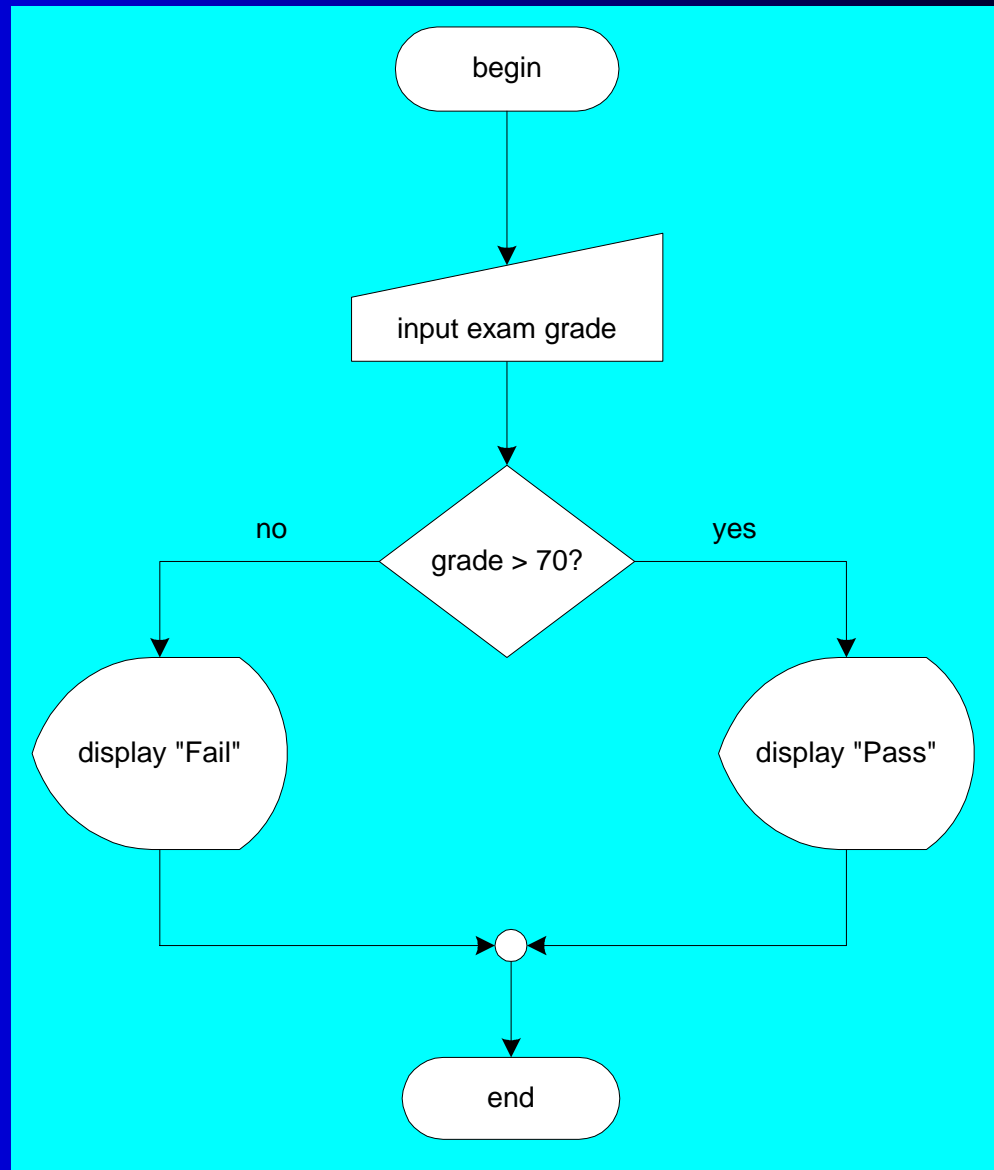 begin
input exam grade
grade > 70?
no
yes
display "Fail"
display "Pass"
end